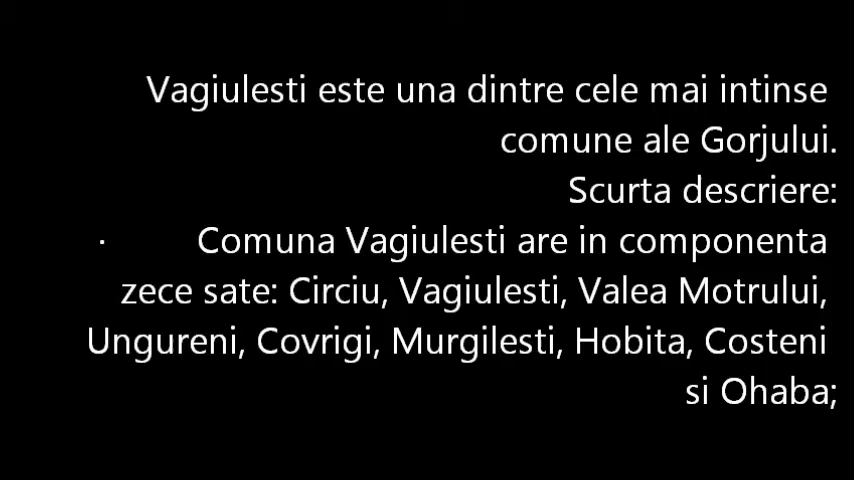 Vagiulesti este una dintre cele mai intinse
comune ale Gorjului.
Scurta descriere:
· Comuna Vagiulesti are in componenta
zece sate: Circiu, Vagiulesti, Valea Motrului,
Ungureni, Covrigi, Murgilesti, Hobita, Costeni
si Ohaba;